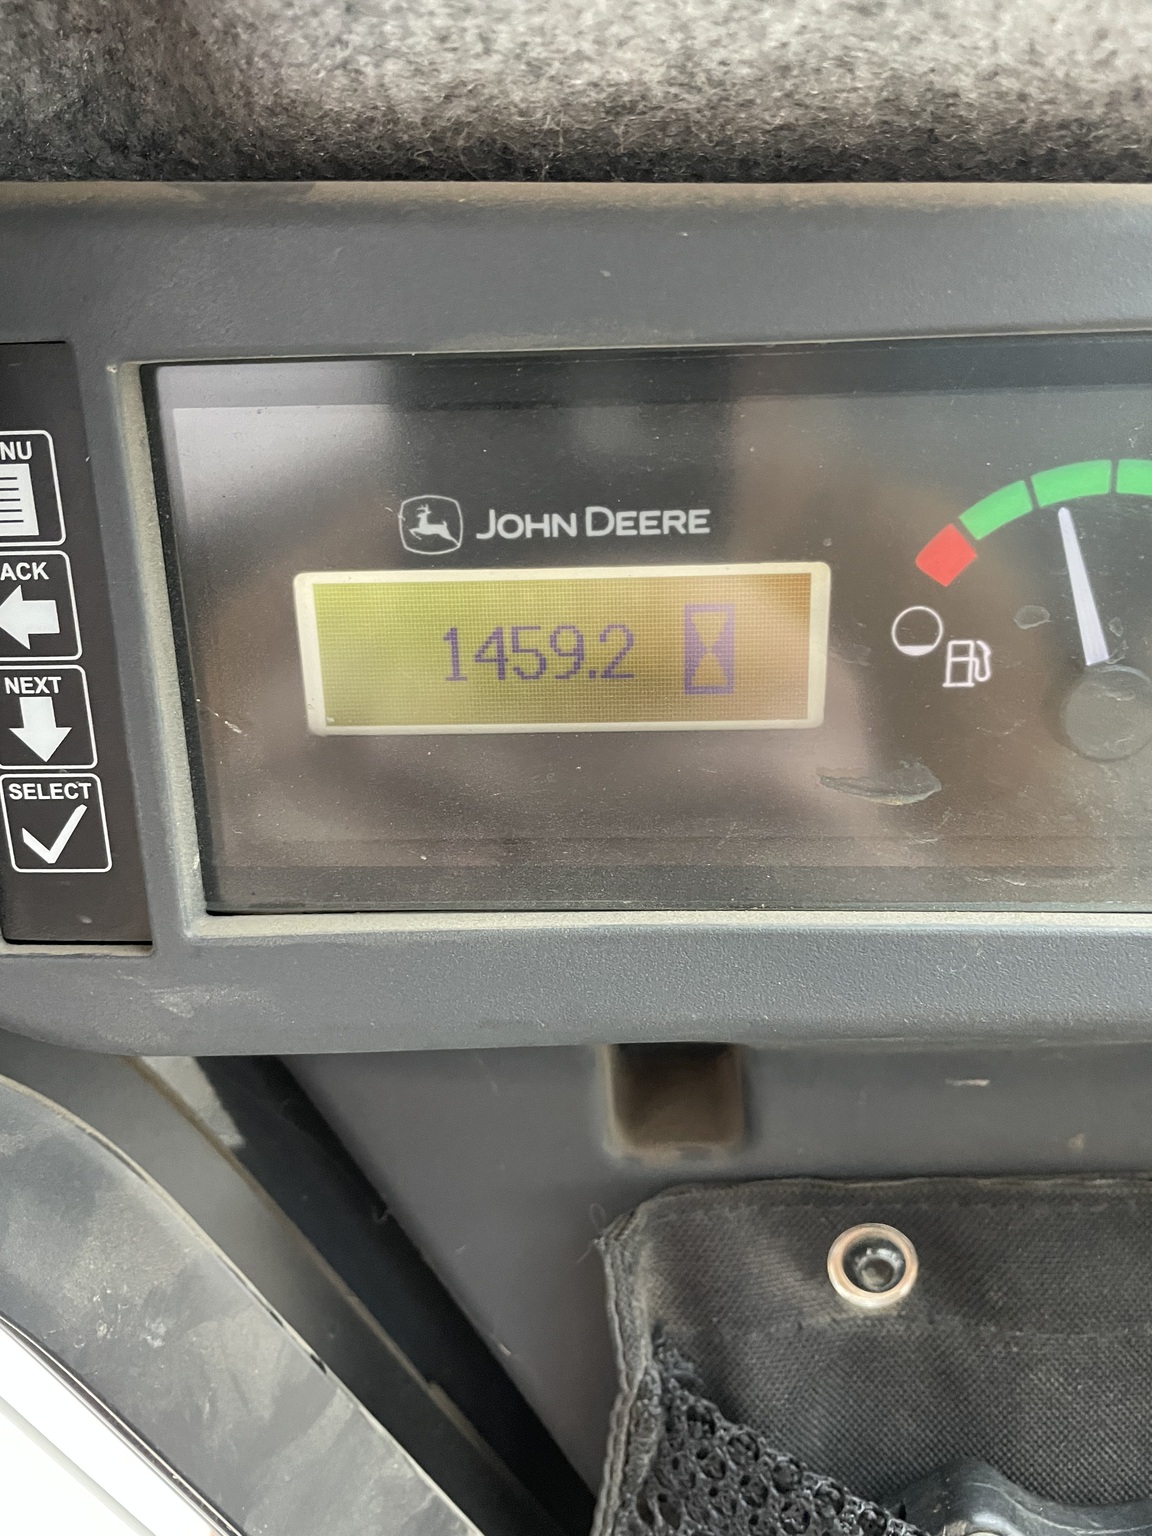 NU
ACK
NEXT
SELECT
JOHN DEERE
1459.2